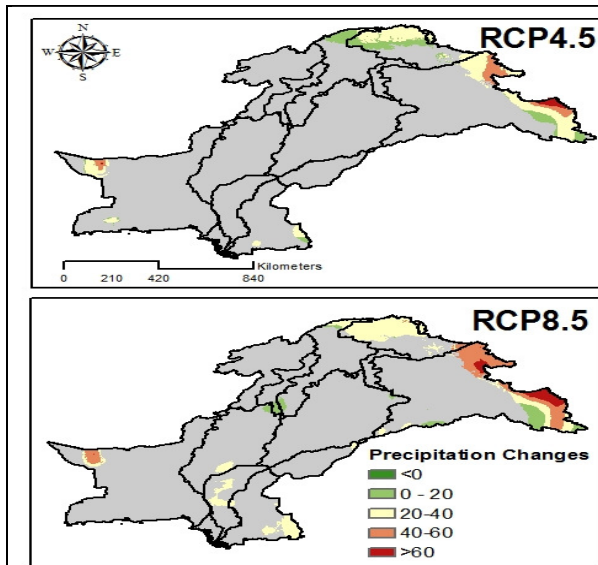 RCP4.5
N
W E
S
Kilometers
0 210 420 840
RCP8.5
Precipitation Changes
<0
0 - 20
20-40
40-60
>60